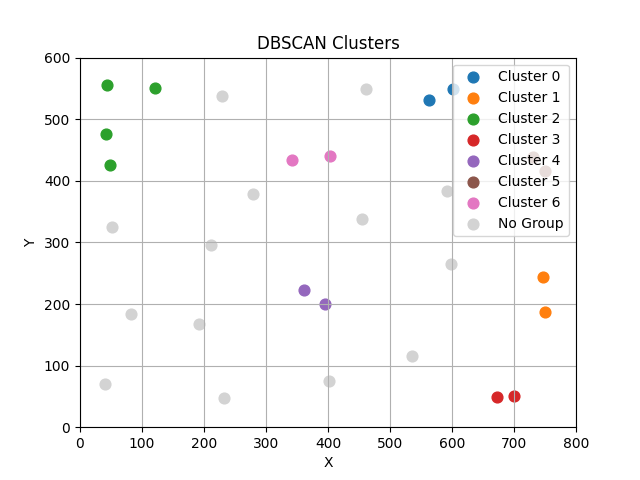 DBSCAN Clusters
600
500
400
300
200
100
0
Y
0 100 200 300 400 500 600 700 800
X
Cluster 0
Cluster 1
Cluster 2
Cluster 3
Cluster 4
Cluster 5
Cluster 6
No Group